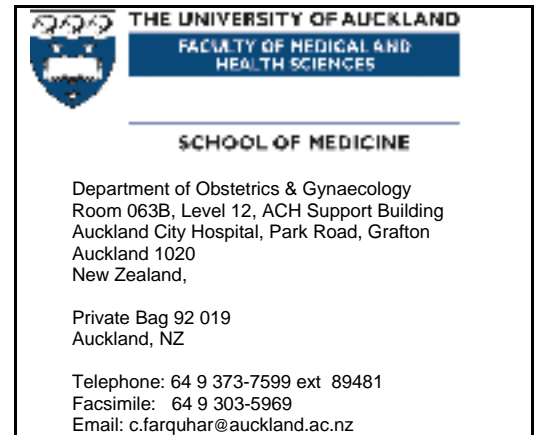 THE UNIVERSITY OF AUCKLAND
FACULTY OF MEDICAL AND
HEALTH SCIENCES
SCHOOL OF MEDICINE
Department of Obstetrics & Gynaecology
Room 063B, Level 12, ACH Support Building
Auckland City Hospital, Park Road, Grafton
Auckland 1020
New Zealand,
Private Bag 92 019
Auckland, NZ
Telephone: 64 9 373-7599 ext 89481
Facsimile: 64 9 303-5969
Email: c.farquhar@auckland.ac.nz